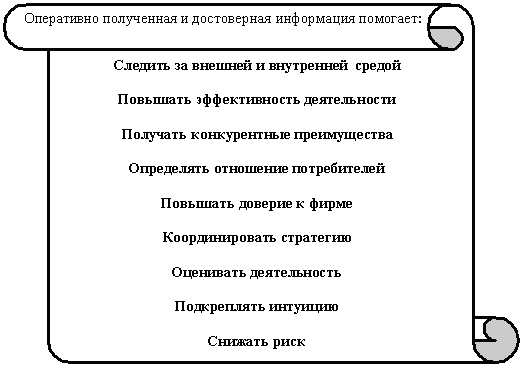 Оперативно полученная и достоверная информация помогает:
Следить за внешней и внутренней средой
Повышать эффективность деятельности
Получать конкурентные преимущества
Определять отношение потребителей
Повышать доверие к фирме
Координировать стратегию
Оценивать деятельность
Подкреплять интуицию
Снижать риск